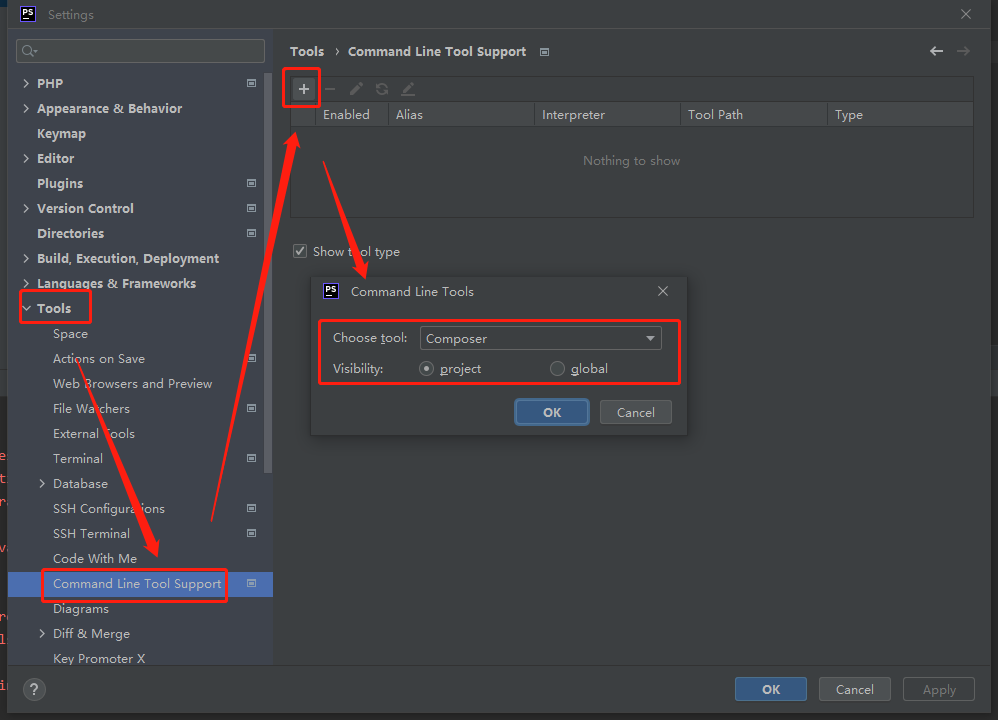 PS Settings
Tools › Command Line Tool Support
PHP
Appearance & Behavior
Keymap
Editor
Plugins
Version Control
Directories
Build, Execution, Deployment
Languages & Frameworks
Tools
Space
Actions on Save
Web Browsers and Preview
File Watchers
External Tools
Terminal
Database
SSH Configurations
SSH Terminal
Code With Me
Command Line Tool Support
Diagrams
Diff & Merge
Key Promoter X
Enabled Alias Interpreter Tool Path Type
Nothing to show
Show tool type
PS Command Line Tools
Choose tool: Composer
Visibility: project global
OK Cancel
? OK Cancel Apply